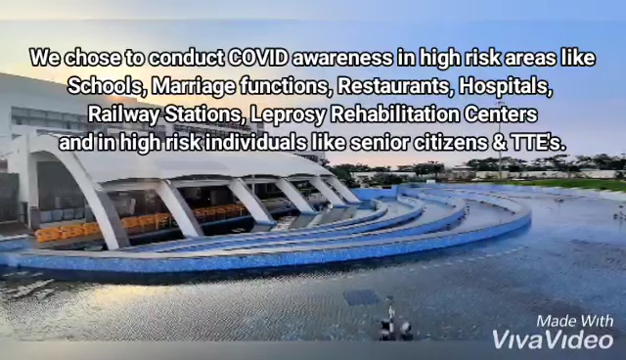 We chose to conduct COVID awareness in high risk areas like
Schools, Marriage functions, Restaurants, Hospitals,
Railway Stations, Leprosy Rehabilitation Centers
and in high risk individuals like senior citizens & TTE's.
Made With
VivaVideo